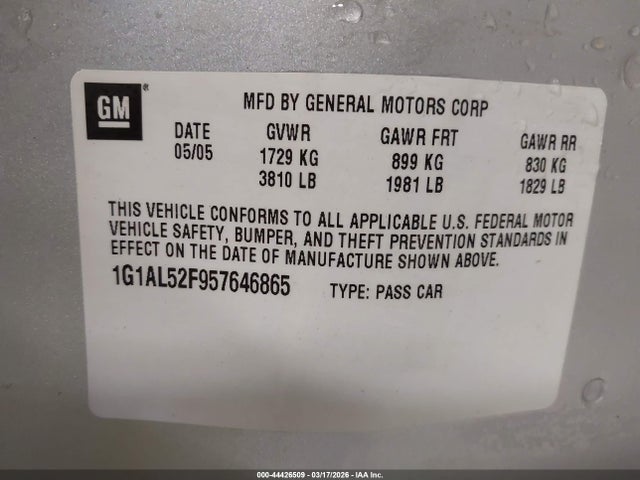 GM ®
MFD BY GENERAL MOTORS CORP
DATE GVWR GAWR FRT GAWR RR
05/05 1729 KG 899 KG 830 KG
3810 LB 1981 LB 1829 LB
THIS VEHICLE CONFORMS TO ALL APPLICABLE U.S. FEDERAL MOTOR
VEHICLE SAFETY, BUMPER, AND THEFT PREVENTION STANDARDS IN
EFFECT ON THE DATE OF MANUFACTURE SHOWN ABOVE.
1G1AL52F957646865 TYPE: PASS CAR
000-44426509 - 03/17/2026 - IAA Inc.